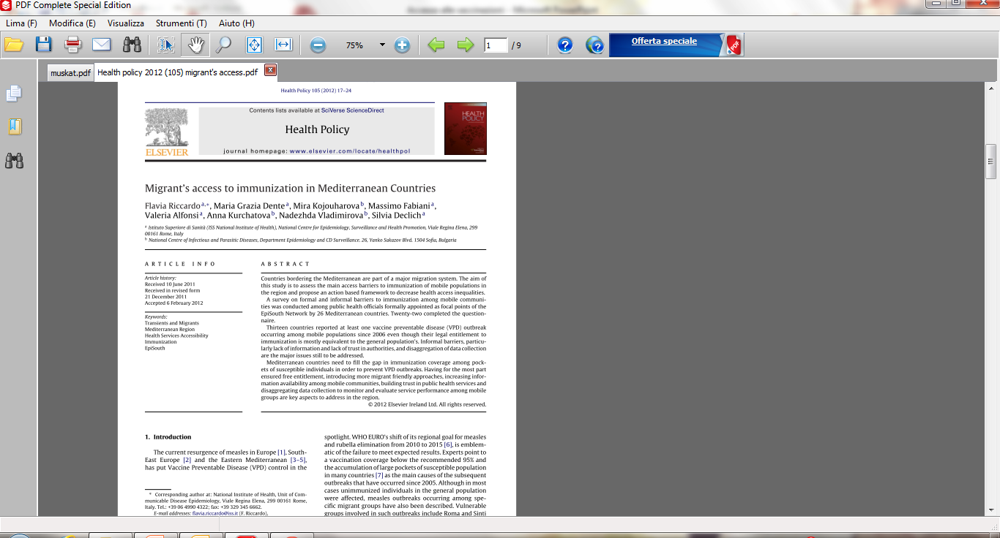 PDF Complete Special Edition
Lima (F) Modifica (E) Visualizza Strumenti (T) Aiuto (H)
75% 1 / 9 Offerta speciale
muskat.pdf Health policy 2012 (105) migrant's access.pdf
Health Policy 105 (2012) 17–24
Contents lists available at SciVerse ScienceDirect
HEALTH
POLICY
Health Policy
ELSEVIER
journal homepage: www.elsevier.com/locate/healthpol
Migrant's access to immunization in Mediterranean Countries
Flavia Riccardo a,∗, Maria Grazia Dente a, Mira Kojouharova b, Massimo Fabiani a,
Valeria Alfonsi a, Anna Kurchatova b, Nadezhda Vladimirova b, Silvia Declich a
a Istituto Superiore di Sanità (ISS National Institute of Health), National Centre for Epidemiology, Surveillance and Health Promotion, Viale Regina Elena, 299
00161 Rome, Italy
b National Centre of Infectious and Parasitic Diseases, Department Epidemiology and CD Surveillance. 26, Yanko Sakazov Blvd. 1504 Sofia, Bulgaria
ARTICLE INFO
Article history:
Received 10 June 2011
Received in revised form
21 December 2011
Accepted 6 February 2012
Keywords:
Transients and Migrants
Mediterranean Region
Health Services Accessibility
Immunization
EpiSouth
ABSTRACT
Countries bordering the Mediterranean are part of a major migration system. The aim of
this study is to assess the main access barriers to immunization of mobile populations in
the region and propose an action based framework to decrease health access inequalities.
A survey on formal and informal barriers to immunization among mobile communi-
ties was conducted among public health officials formally appointed as focal points of the
EpiSouth Network by 26 Mediterranean countries. Twenty-two completed the question-
naire.
Thirteen countries reported at least one vaccine preventable disease (VPD) outbreak
occurring among mobile populations since 2006 even though their legal entitlement to
immunization is mostly equivalent to the general population's. Informal barriers, particu-
larly lack of information and lack of trust in authorities, and disaggregation of data collection
are the major issues still to be addressed.
Mediterranean countries need to fill the gap in immunization coverage among pock-
ets of susceptible individuals in order to prevent VPD outbreaks. Having for the most part
ensured free entitlement, introducing more migrant friendly approaches, increasing infor-
mation availability among mobile communities, building trust in public health services and
disaggregating data collection to monitor and evaluate service performance among mobile
groups are key aspects to address in the region.
© 2012 Elsevier Ireland Ltd. All rights reserved.
1. Introduction
The current resurgence of measles in Europe [1], South-
East Europe [2] and the Eastern Mediterranean [3–5],
has put Vaccine Preventable Disease (VPD) control in the
∗ Corresponding author at: National Institute of Health, Unit of Com-
municable Disease Epidemiology, Viale Regina Elena, 299 00161 Rome,
Italy. Tel.: +39 06 4990 4322; fax: +39 329 345 6662.
E-mail addresses: flavia.riccardo@iss.it (F. Riccardo),
spotlight. WHO EURO's shift of its regional goal for measles
and rubella elimination from 2010 to 2015 [6], is emblem-
atic of the failure to meet expected results. Experts point to
a vaccination coverage below the recommended 95% and
the accumulation of large pockets of susceptible population
in many countries [7] as the main causes of the subsequent
outbreaks that have occurred since 2005. Although in most
cases unimmunized individuals in the general population
were affected, measles outbreaks occurring among spe-
cific migrant groups have also been described. Vulnerable
groups involved in such outbreaks include Roma and Sinti